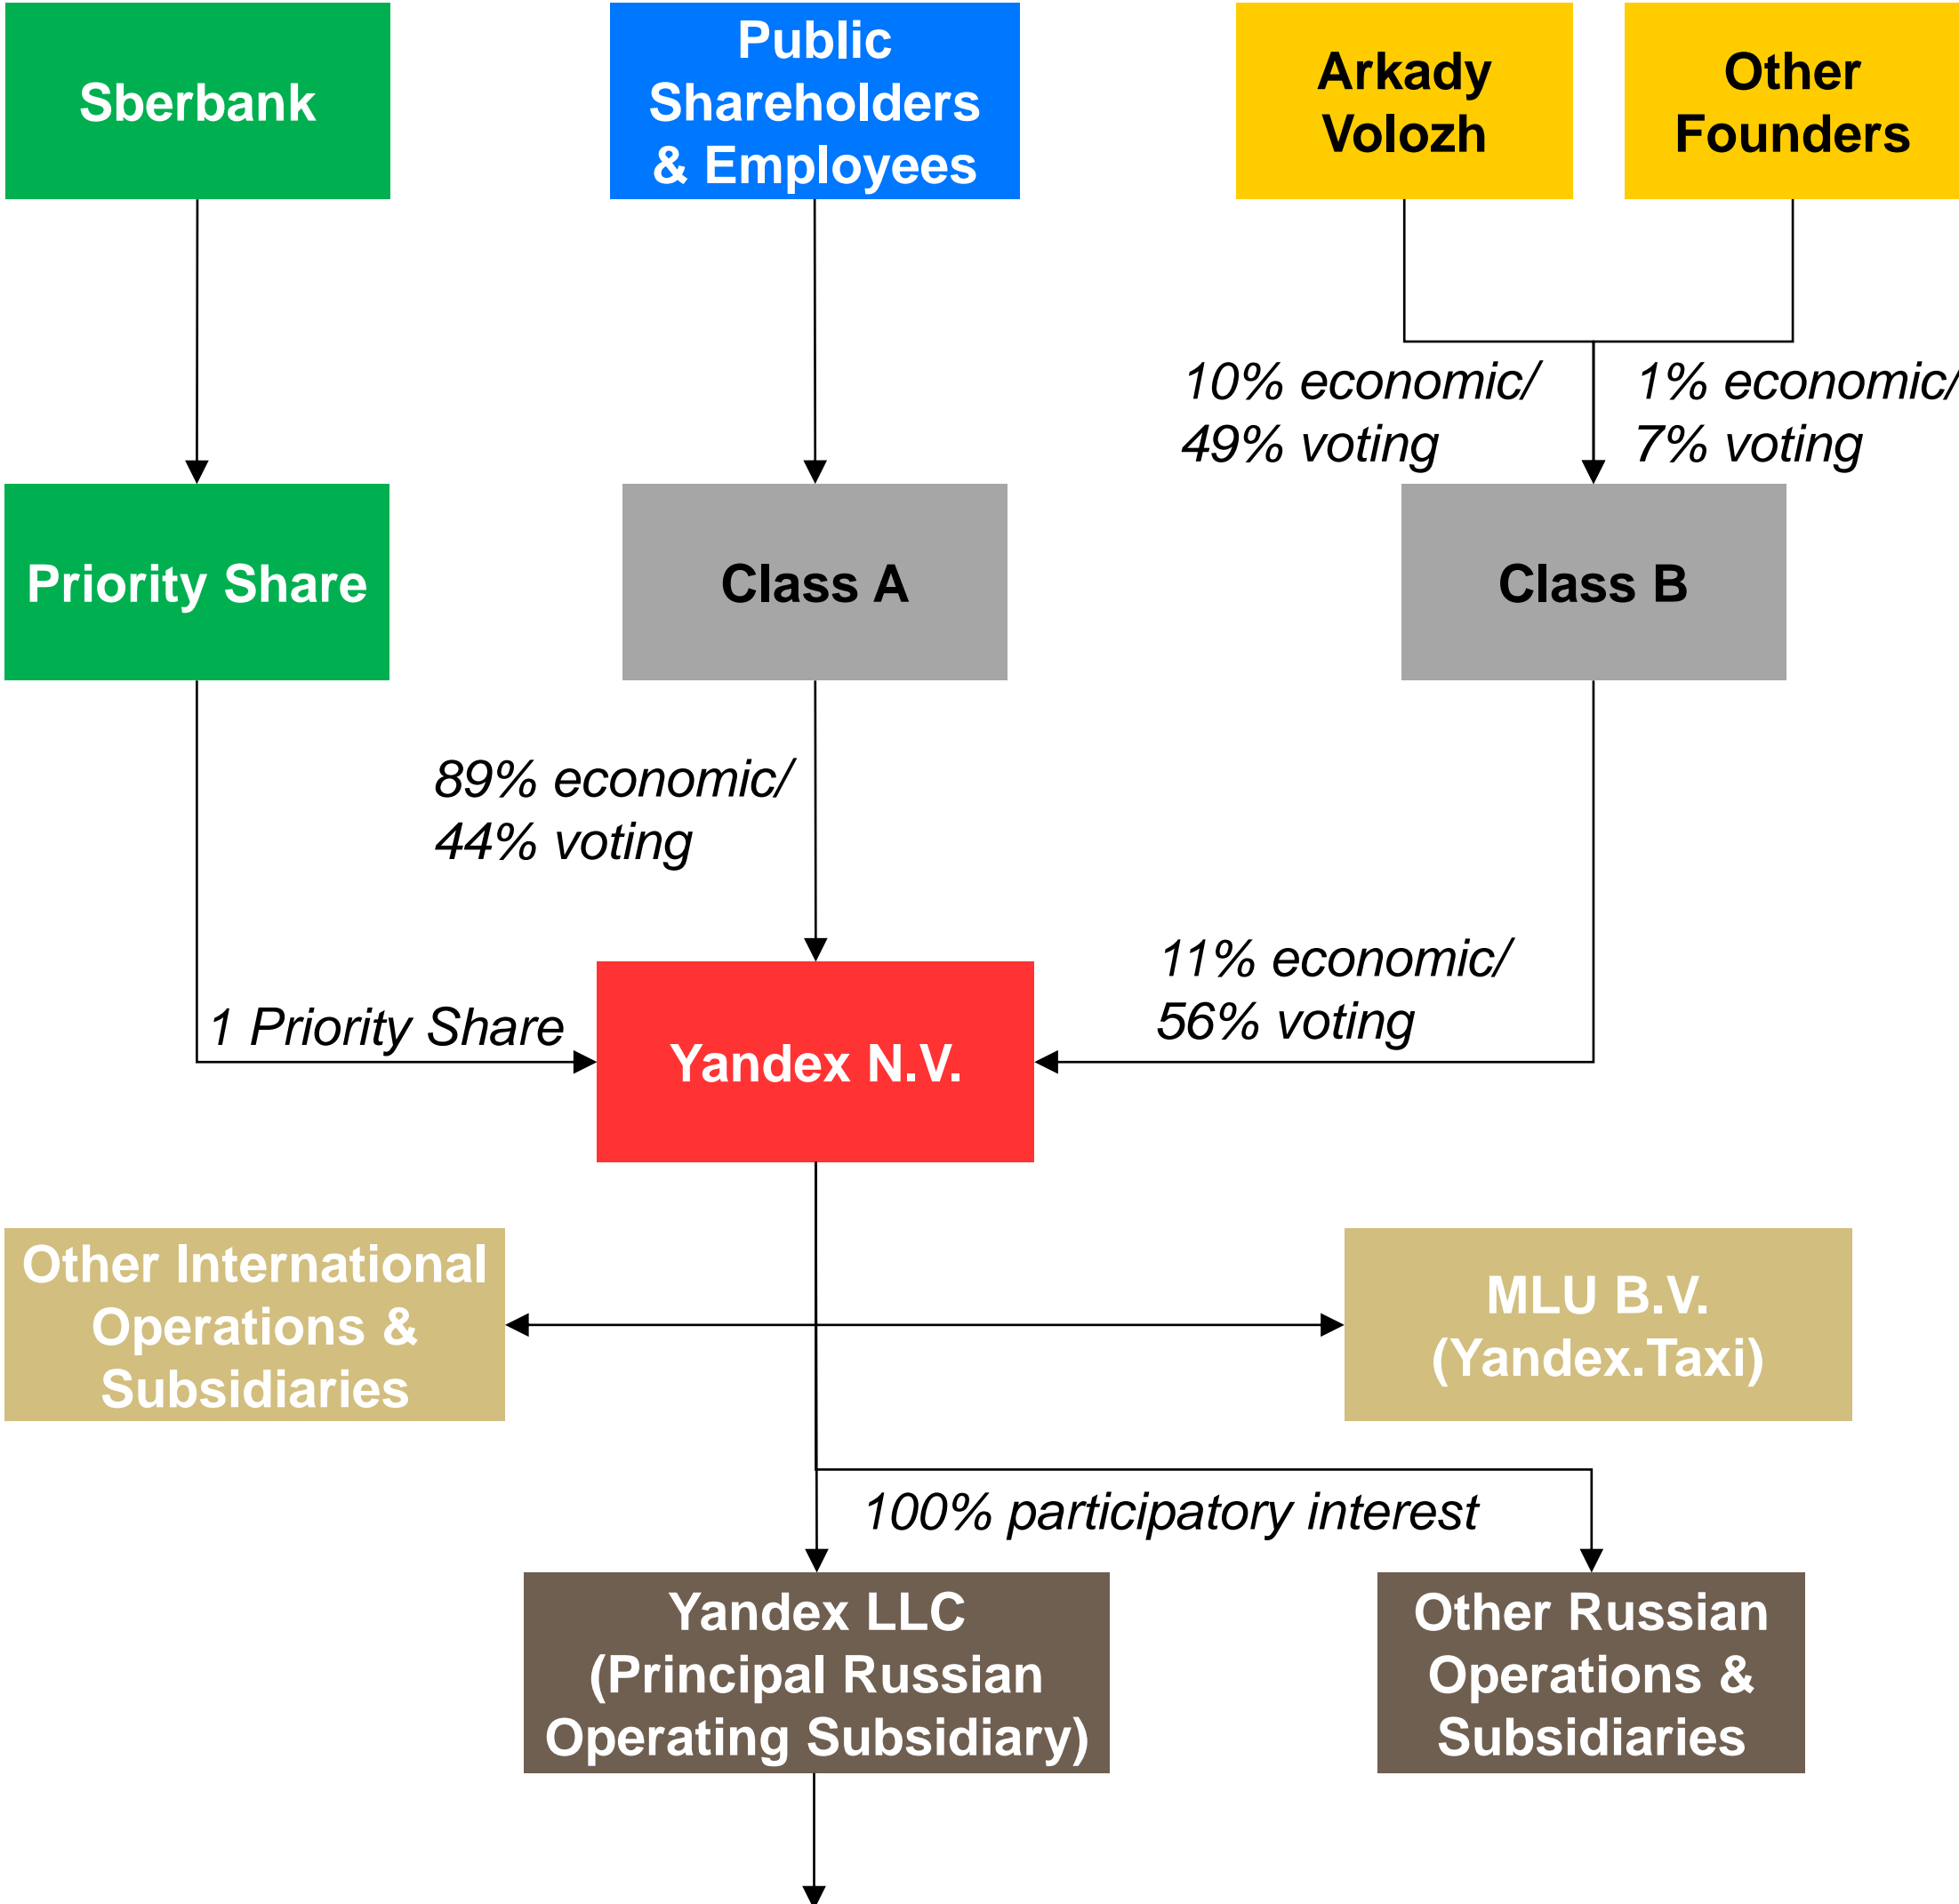 Sberbank
Public
Shareholders
& Employees
Arkady
Volozh
Other
Founders
10% economic/
49% voting
1% economic/
7% voting
Priority Share
Class A
Class B
89% economic/
44% voting
11% economic/
56% voting
1 Priority Share
Yandex N.V.
Other International
Operations &
Subsidiaries
MLU B.V.
(Yandex.Taxi)
100% participatory interest
Yandex LLC
(Principal Russian
Operating Subsidiary)
Other Russian
Operations &
Subsidiaries